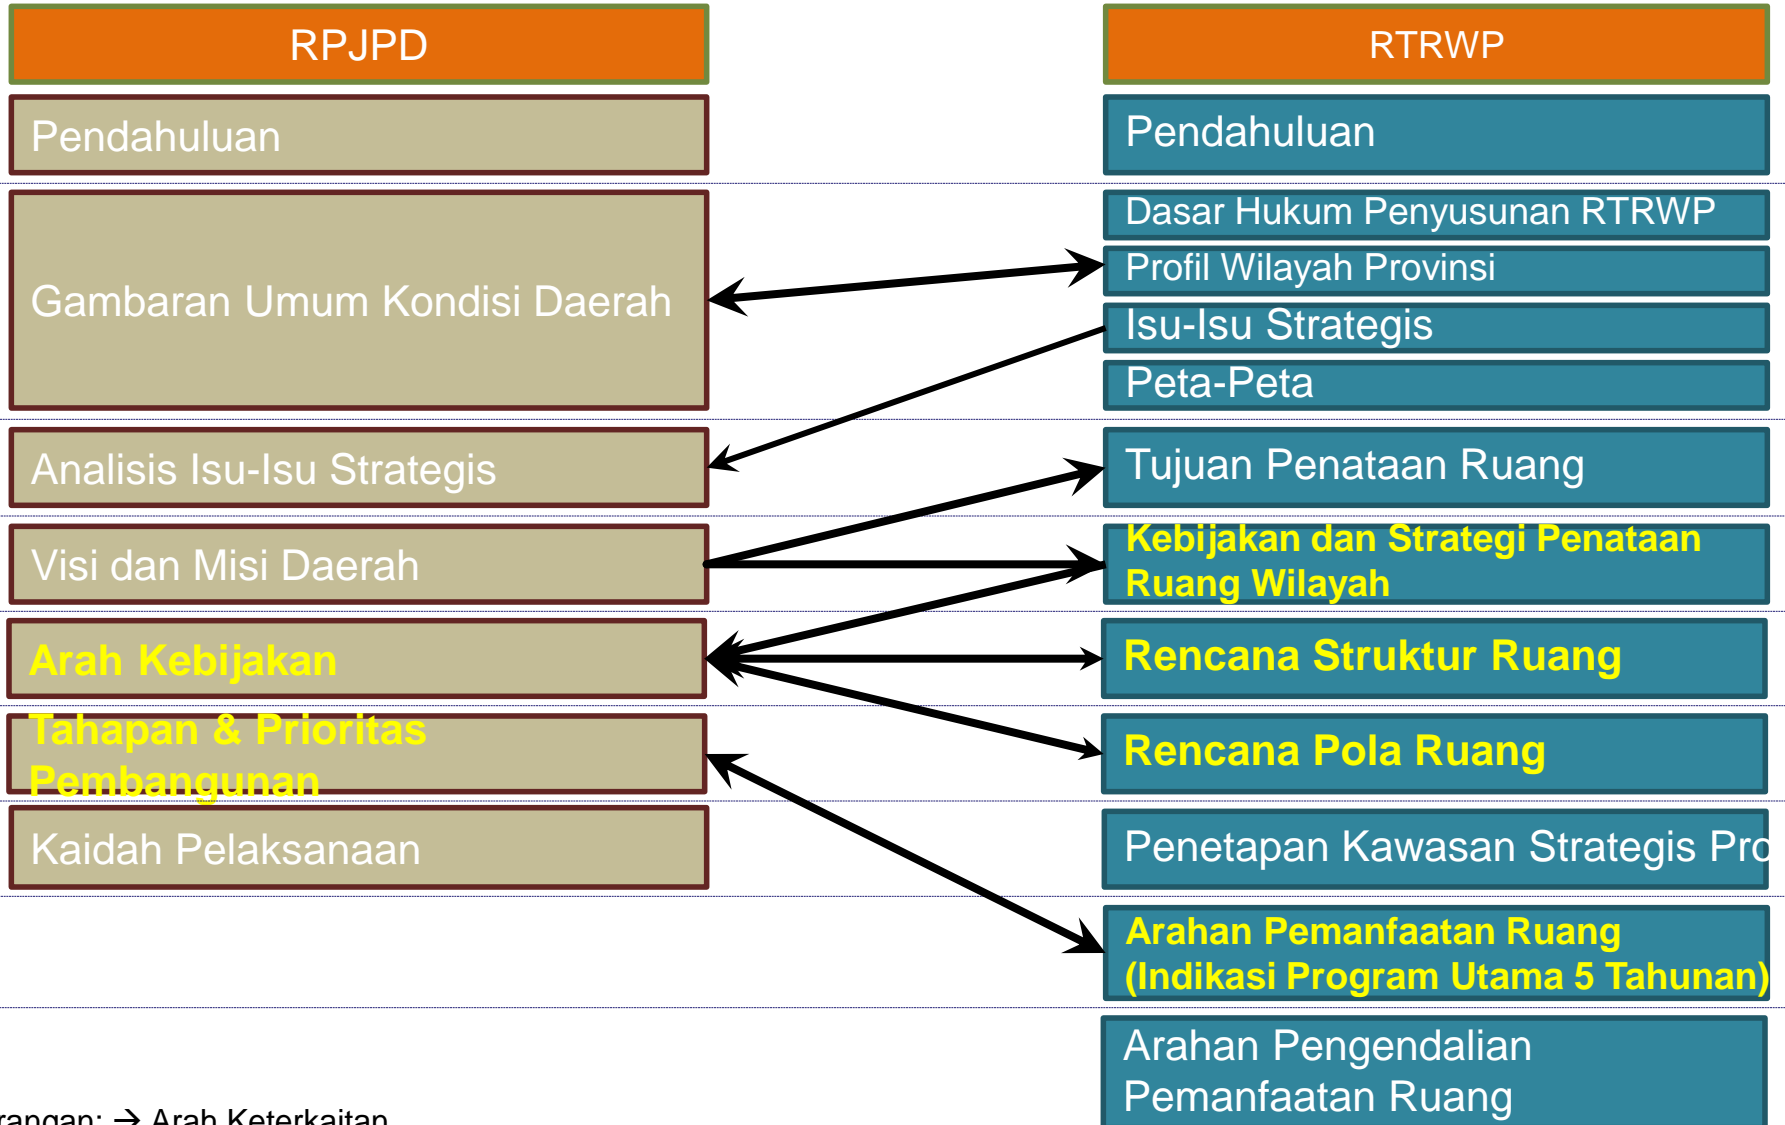 RPJPD
Pendahuluan
Gambaran Umum Kondisi Daerah
Analisis Isu-Isu Strategis
Visi dan Misi Daerah
Arah Kebijakan
Tahapan & Prioritas
Pembangunan
Kaidah Pelaksanaan
RTRWP
Pendahuluan
Dasar Hukum Penyusunan RTRWP
Profil Wilayah Provinsi
Isu-Isu Strategis
Peta-Peta
Tujuan Penataan Ruang
Kebijakan dan Strategi Penataan
Ruang Wilayah
Rencana Struktur Ruang
Rencana Pola Ruang
Penetapan Kawasan Strategis
Arahan Pemanfaatan Ruang
(Indikasi Program Utama 5 Tahunan)
Arahan Pengendalian
Pemanfaatan Ruang
→ Arah Keterkaitan